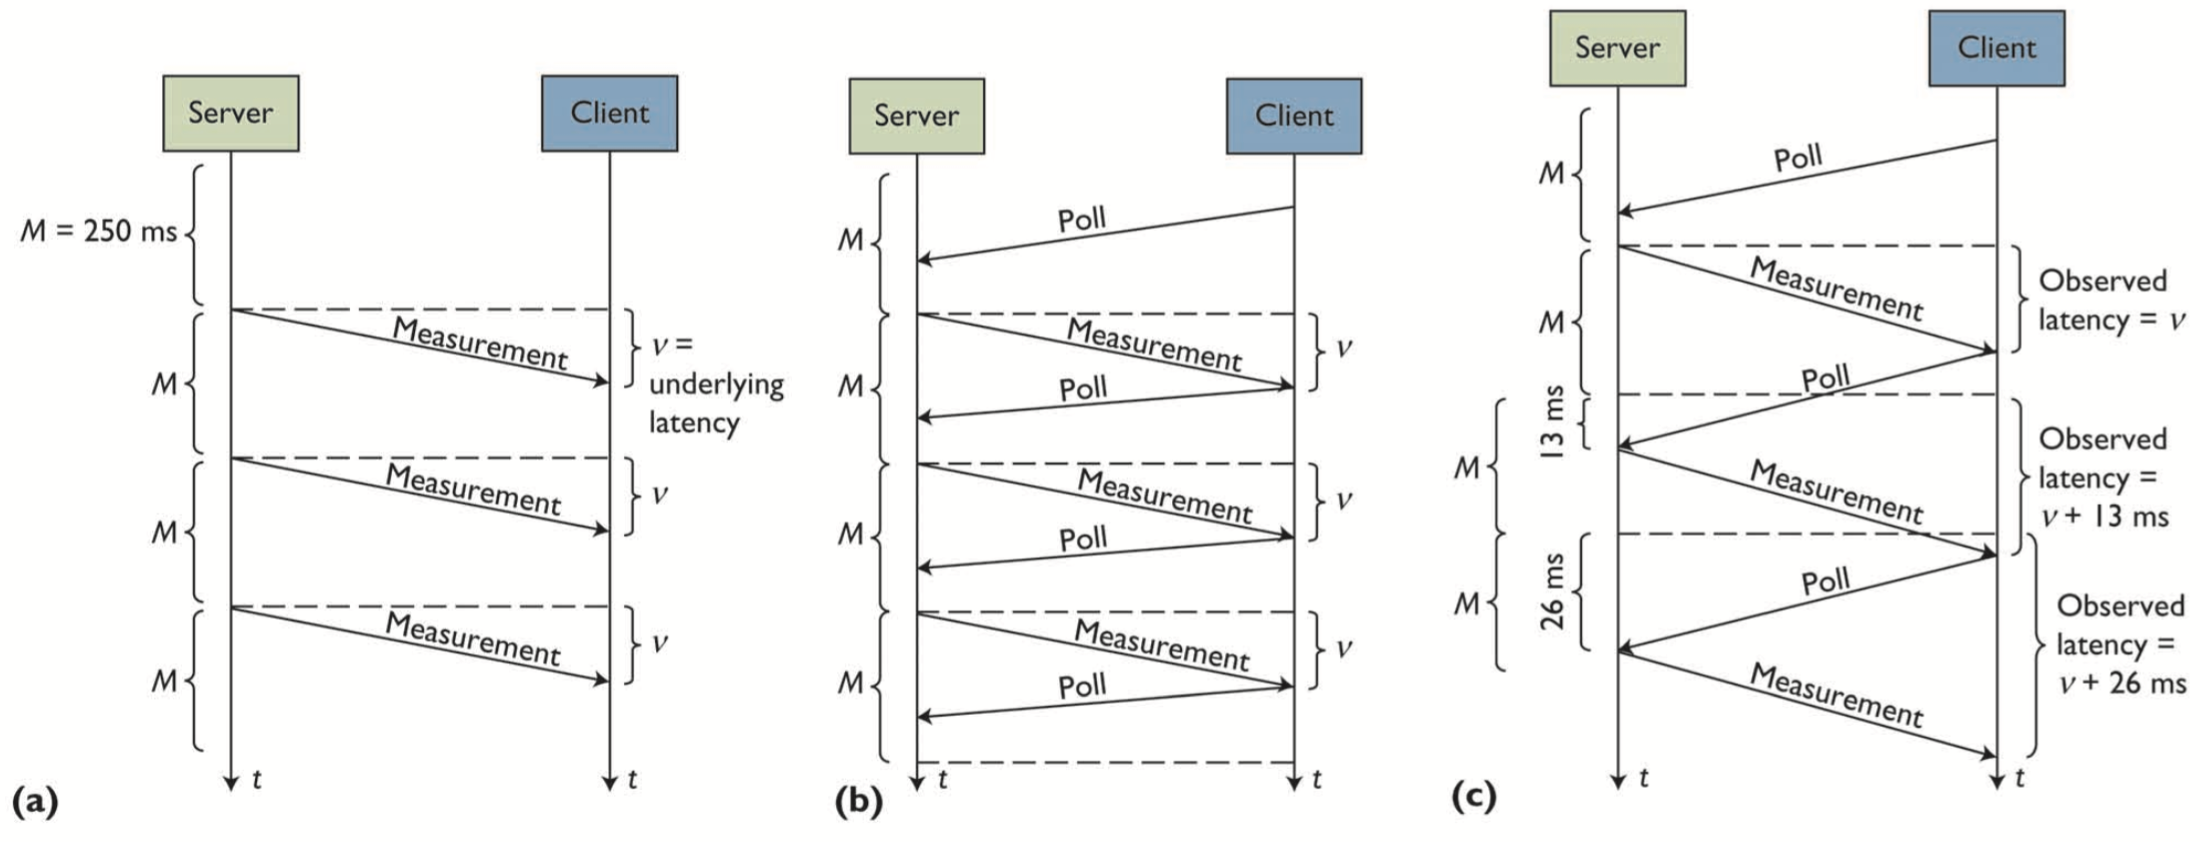 Server
Client
M = 250 ms
Measurement
ν =
underlying
latency
M
Measurement
ν
M
Measurement
ν
M
t
t
(a)
Server
Client
Poll
M
Measurement
ν
Poll
M
Measurement
ν
Poll
M
Measurement
ν
Poll
M
t
t
(b)
Server
Client
Poll
M
Measurement
Observed
latency = ν
M
Poll
13 ms
M
Measurement
Observed
latency =
ν + 13 ms
Poll
26 ms
M
Measurement
Observed
latency =
ν + 26 ms
t
t
(c)